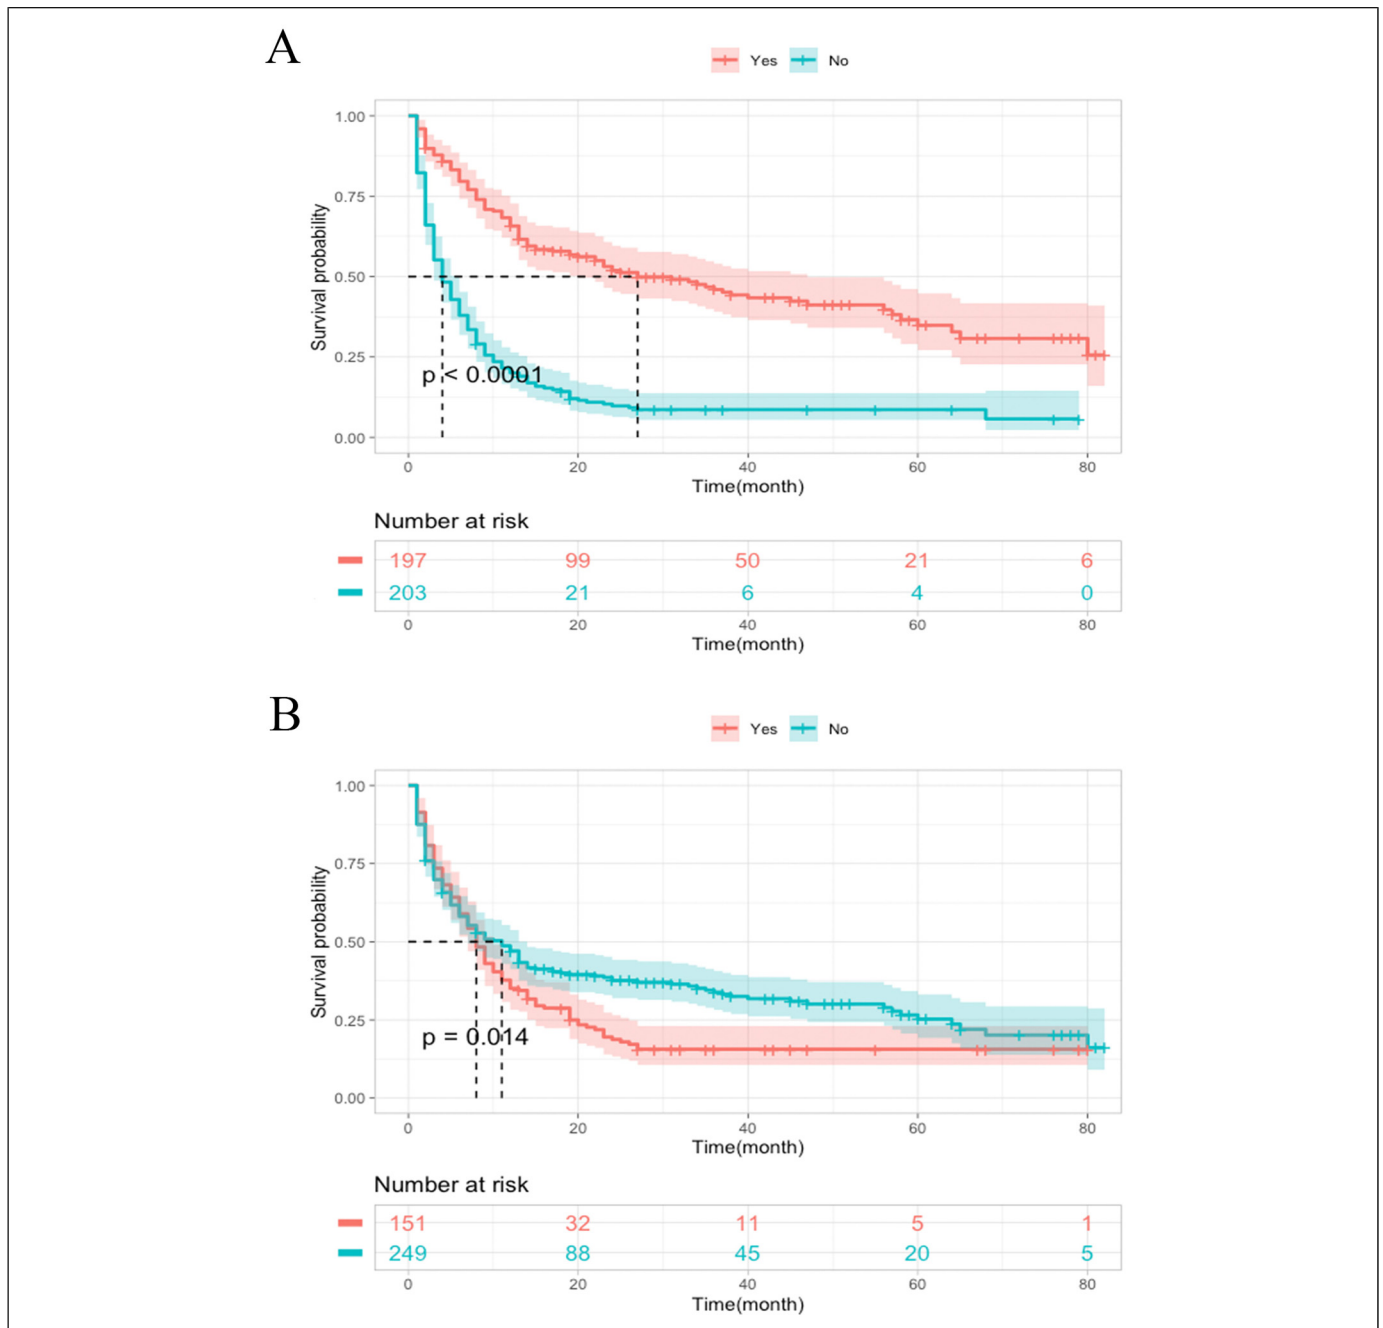 A
Yes No
1.00
0.75
0.50
0.25
0.00
Survival probability
p < 0.0001
0 20 40 60 80
Time(month)
Number at risk
197 99 50 21 6
203 21 6 4 0
0 20 40 60 80
Time(month)
B
Yes No
1.00
0.75
0.50
0.25
0.00
Survival probability
p = 0.014
0 20 40 60 80
Time(month)
Number at risk
151 32 11 5 1
249 88 45 20 5
0 20 40 60 80
Time(month)